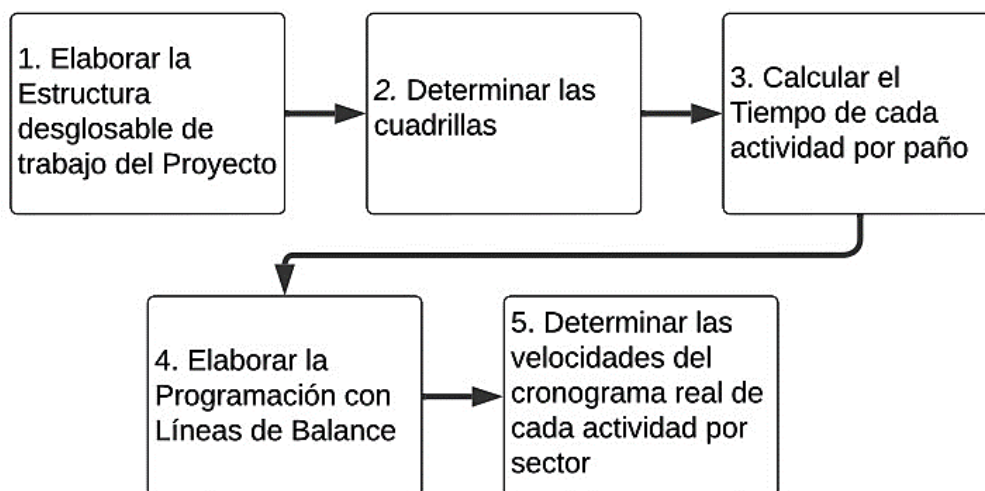 1. Elaborar la
Estructura
desglosable de
trabajo del Proyecto
2. Determinar las
cuadrillas
3. Calcular el
Tiempo de cada
actividad por paño
4. Elaborar la
Programación con
Líneas de Balance
5. Determinar las
velocidades del
cronograma real de
cada actividad por
sector